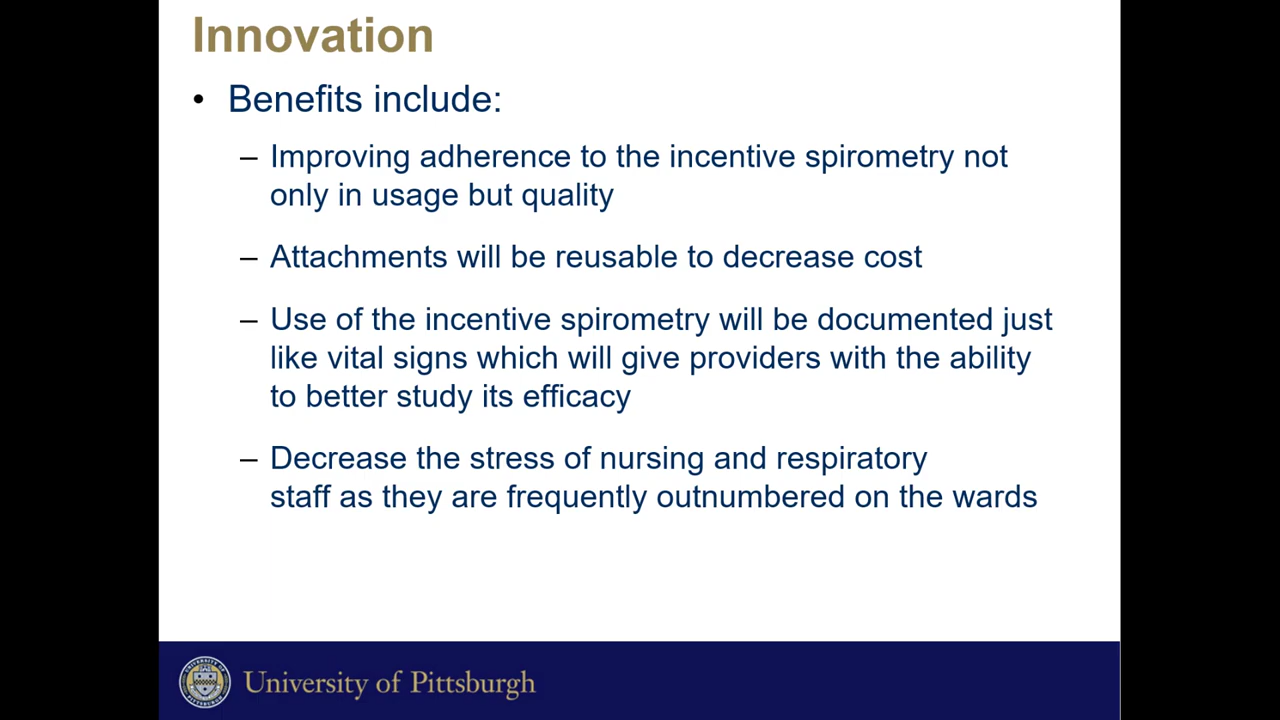 Innovation
• Benefits include:
– Improving adherence to the incentive spirometry not
only in usage but quality
– Attachments will be reusable to decrease cost
– Use of the incentive spirometry will be documented just
like vital signs which will give providers with the ability
to better study its efficacy
– Decrease the stress of nursing and respiratory
staff as they are frequently outnumbered on the wards
University of Pittsburgh